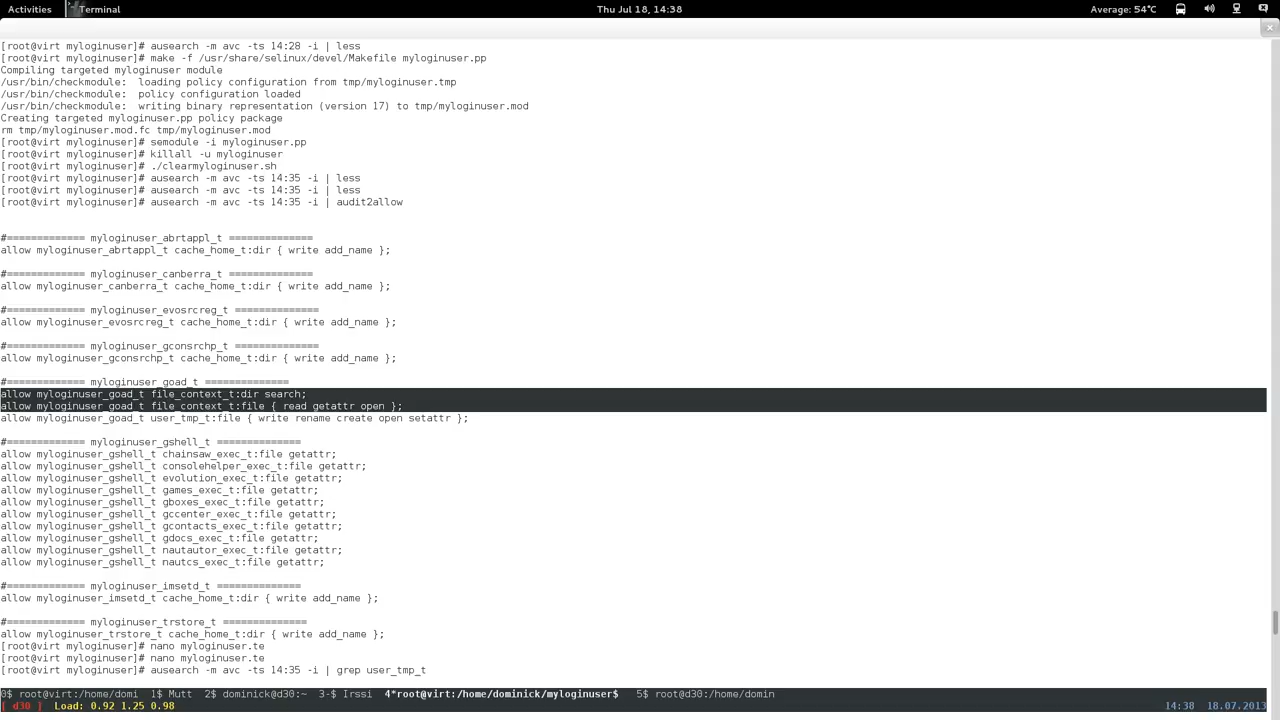 Activities Terminal Thu Jul 18, 14:38 Average: 54°C
[root@virt myloginuser]# ausearch -m avc -ts 14:28 -i | less
[root@virt myloginuser]# make -f /usr/share/selinux/devel/Makefile myloginuser.pp
Compiling targeted myloginuser module
/usr/bin/checkmodule:  loading policy configuration from tmp/myloginuser.tmp
/usr/bin/checkmodule:  policy configuration loaded
/usr/bin/checkmodule:  writing binary representation (version 17) to tmp/myloginuser.mod
Creating targeted myloginuser.pp policy package
rm tmp/myloginuser.mod.fc tmp/myloginuser.mod
[root@virt myloginuser]# semodule -i myloginuser.pp
[root@virt myloginuser]# killall -u myloginuser
[root@virt myloginuser]# ./clearmyloginuser.sh
[root@virt myloginuser]# ausearch -m avc -ts 14:35 -i | less
[root@virt myloginuser]# ausearch -m avc -ts 14:35 -i | less
[root@virt myloginuser]# ausearch -m avc -ts 14:35 -i | audit2allow
#============= myloginuser_abrtappl_t ==============
allow myloginuser_abrtappl_t cache_home_t:dir { write add_name };
#============= myloginuser_canberra_t ==============
allow myloginuser_canberra_t cache_home_t:dir { write add_name };
#============= myloginuser_evosrcreg_t ==============
allow myloginuser_evosrcreg_t cache_home_t:dir { write add_name };
#============= myloginuser_gconsrchp_t ==============
allow myloginuser_gconsrchp_t cache_home_t:dir { write add_name };
#============= myloginuser_goad_t ==============
allow myloginuser_goad_t file_context_t:dir search;
allow myloginuser_goad_t file_context_t:file { read getattr open };
allow myloginuser_goad_t user_tmp_t:file { write rename create open setattr };
#============= myloginuser_gshell_t ==============
allow myloginuser_gshell_t chainsaw_exec_t:file getattr;
allow myloginuser_gshell_t consolehelper_exec_t:file getattr;
allow myloginuser_gshell_t evolution_exec_t:file getattr;
allow myloginuser_gshell_t games_exec_t:file getattr;
allow myloginuser_gshell_t gboxes_exec_t:file getattr;
allow myloginuser_gshell_t gccenter_exec_t:file getattr;
allow myloginuser_gshell_t gcontacts_exec_t:file getattr;
allow myloginuser_gshell_t gdocs_exec_t:file getattr;
allow myloginuser_gshell_t nautautor_exec_t:file getattr;
allow myloginuser_gshell_t nautcs_exec_t:file getattr;
#============= myloginuser_imsetd_t ==============
allow myloginuser_imsetd_t cache_home_t:dir { write add_name };
#============= myloginuser_trstore_t ==============
allow myloginuser_trstore_t cache_home_t:dir { write add_name };
[root@virt myloginuser]# nano myloginuser.te
[root@virt myloginuser]# nano myloginuser.te
[root@virt myloginuser]# ausearch -m avc -ts 14:35 -i | grep user_tmp_t
0$ root@virt:/home/domi  1$ Mutt  2$ dominick@d30:~  3-$ Irssi  4*root@virt:/home/dominick/myloginuser$   5$ root@d30:/home/domin
[ d30 ]  Load: 0.92 1.25 0.98 14:38  18.07.2013